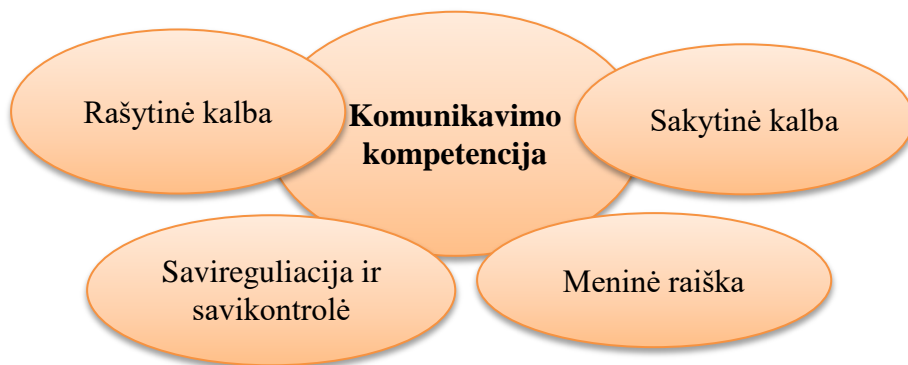 Rašytinė kalba
Komunikavimo
kompetencija
Sakytinė kalba
Savireguliacija ir
savikontrolė
Meninė raiška